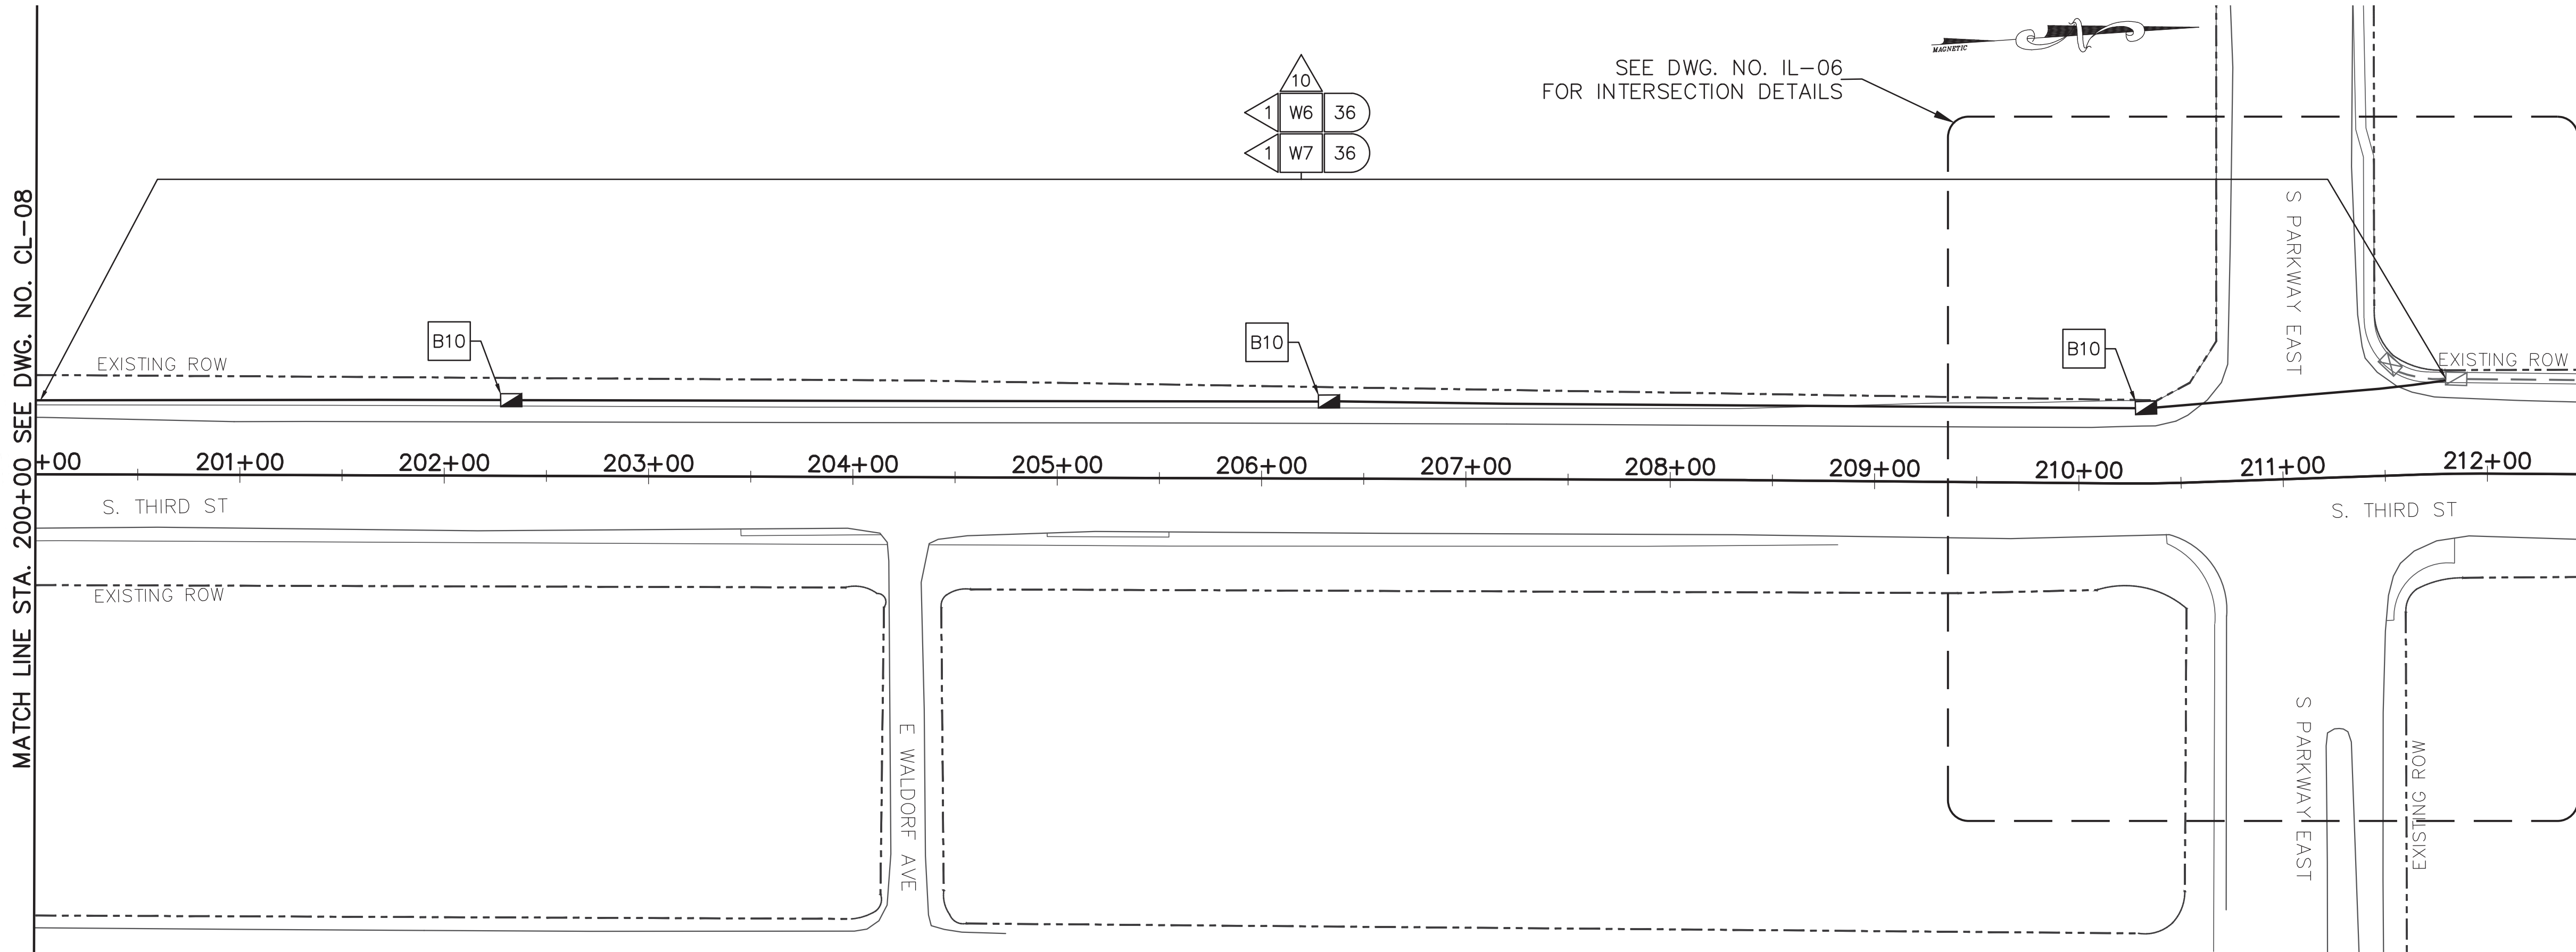 MAGNETIC
SEE DWG. NO. IL-06
FOR INTERSECTION DETAILS
10
1 W6 36
1 W7 36
S PARKWAY EAST
MATCH LINE STA. 200+00 SEE DWG. NO. CL-08
B10
B10
B10
EXISTING ROW
EXISTING ROW
+00
201+00
202+00
203+00
204+00
205+00
206+00
207+00
208+00
209+00
210+00
211+00
212+00
S. THIRD ST
S. THIRD ST
EXISTING ROW
E WALDORF AVE
S PARKWAY EAST
EXISTING ROW